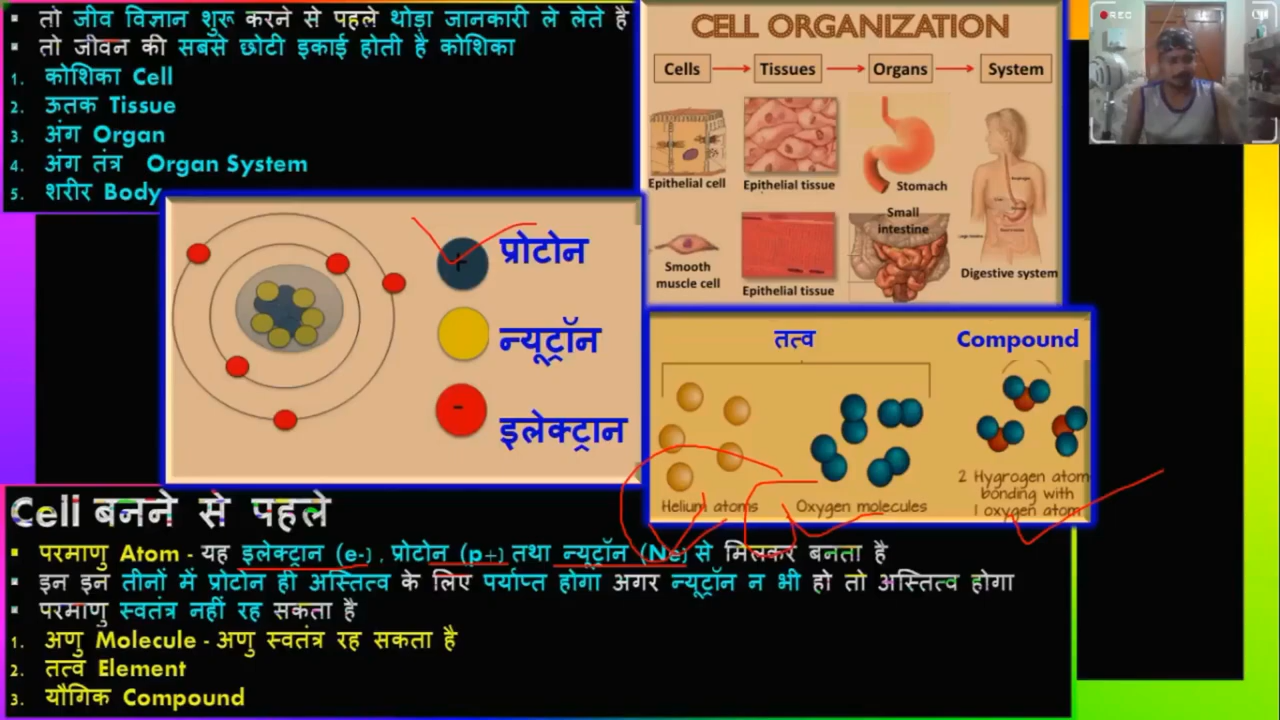 तो जीव विज्ञान शुरू करने से पहले थोड़ा जानकारी ले लेते है
तो जीवन की सबसे छोटी इकाई होती है कोशिका
1. कोशिका Cell
2. ऊतक Tissue
3. अंग Organ
4. अंग तंत्र Organ System
5. शरीर Body
CELL ORGANIZATION
Cells Tissues Organs System
Epithelial cell Epithelial tissue Stomach
Small
intestine
Smooth
muscle cell
Epithelial tissue
Digestive system
REC
+ प्रोटोन
न्यूट्रॉन
- इलेक्ट्रान
तत्व Compound
Helium atoms Oxygen molecules
2 Hygrogen atom
bonding with
1 oxygen atom
Cell बनने से पहले
परमाणु Atom - यह इलेक्ट्रान (e-) , प्रोटोन (p+) तथा न्यूट्रॉन (Ne) से मिलकर बनता है
इन इन तीनों में प्रोटोन ही अस्तित्व के लिए पर्याप्त होगा अगर न्यूट्रॉन न भी हो तो अस्तित्व होगा
परमाणु स्वतंत्र नहीं रह सकता है
1. अणु Molecule - अणु स्वतंत्र रह सकता है
2. तत्व Element
3. यौगिक Compound